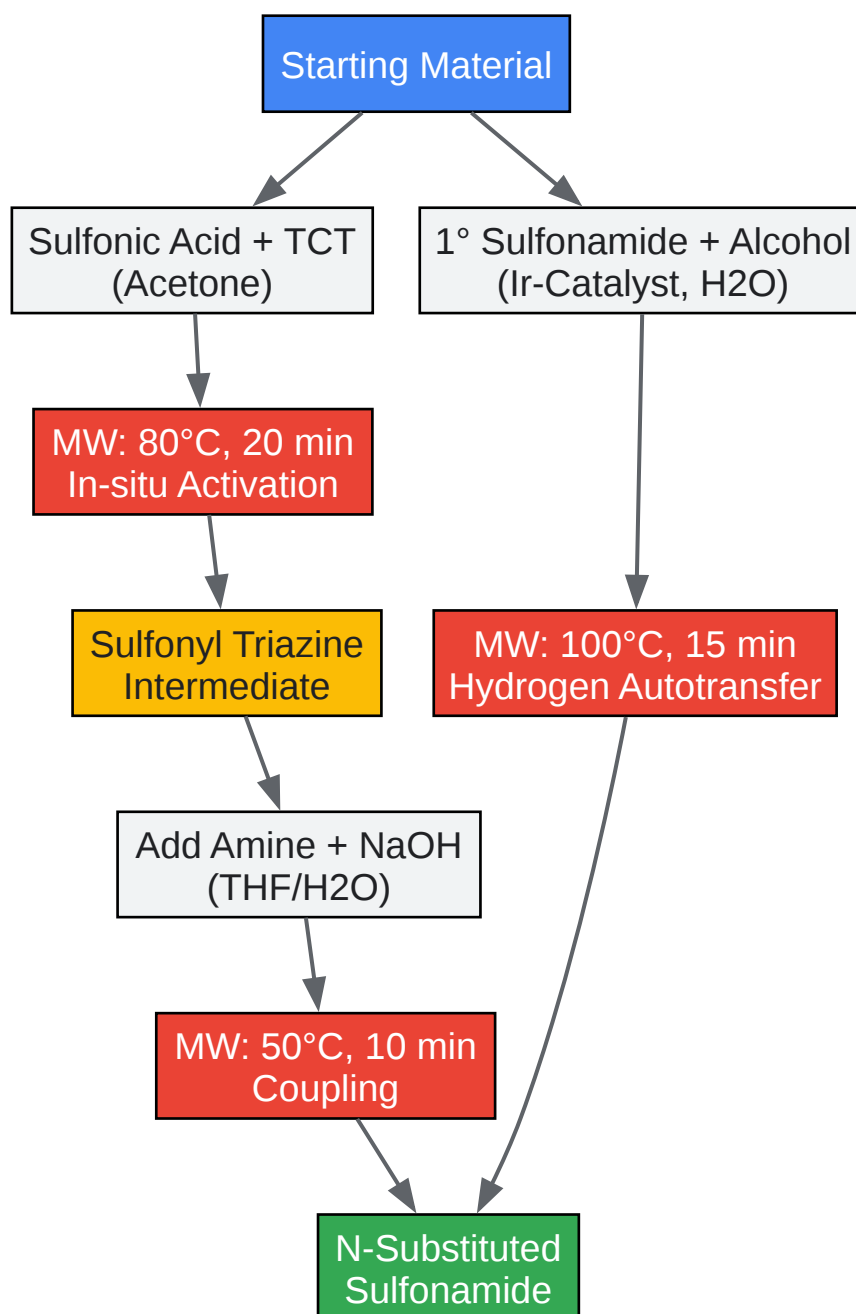 Starting Material
Sulfonic Acid + TCT
(Acetone)
1° Sulfonamide + Alcohol
(Ir-Catalyst, H2O)
MW: 80°C, 20 min
In-situ Activation
Sulfonyl Triazine
Intermediate
MW: 100°C, 15 min
Hydrogen Autotransfer
Add Amine + NaOH
(THF/H2O)
MW: 50°C, 10 min
Coupling
N-Substituted
Sulfonamide